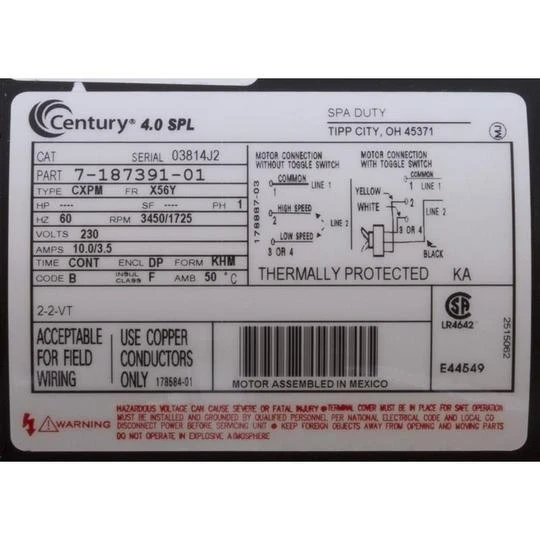 Century® 4.0 SPL
SPA DUTY
TIPP CITY, OH 45371
CAT SERIAL 03814J2
PART 7-187391-01
TYPE CXPM FR X56Y
HP ---- SF ---- PH 1
HZ 60 RPM 3450/1725
VOLTS 230
AMPS 10.0/3.5
TIME CONT ENCL DP FORM KHM
CODE B INSUL CLASS F AMB 50 °C
178887-03
MOTOR CONNECTION
WITHOUT TOGGLE SWITCH
COMMON
1
LINE 1
2
HIGH SPEED
LINE 2
LOW SPEED
3 OR 4
MOTOR CONNECTION
WITH TOGGLE SWITCH
COMMON
1
LINE 1
YELLOW
WHITE
2
LINE 2
3 OR 4
BLACK
THERMALLY PROTECTED KA
2-2-VT
ACCEPTABLE
FOR FIELD
WIRING
USE COPPER
CONDUCTORS
ONLY 178584-01
MOTOR ASSEMBLED IN MEXICO
LR4642
E44549
2515062
WARNING
HAZARDOUS VOLTAGE CAN CAUSE SEVERE OR FATAL INJURY ● TERMINAL COVER MUST BE IN PLACE FOR SAFE OPERATION
MUST BE INSTALLED AND GROUNDED BY QUALIFIED PERSONNEL PER NATIONAL ELECTRICAL CODE AND LOCAL CO
DISCONNECT POWER BEFORE SERVICING UNIT ● KEEP FOREIGN OBJECTS AWAY FROM OPENING AND MOVING PARTS
DO NOT OPERATE IN EXPLOSIVE ATMOSPHERE